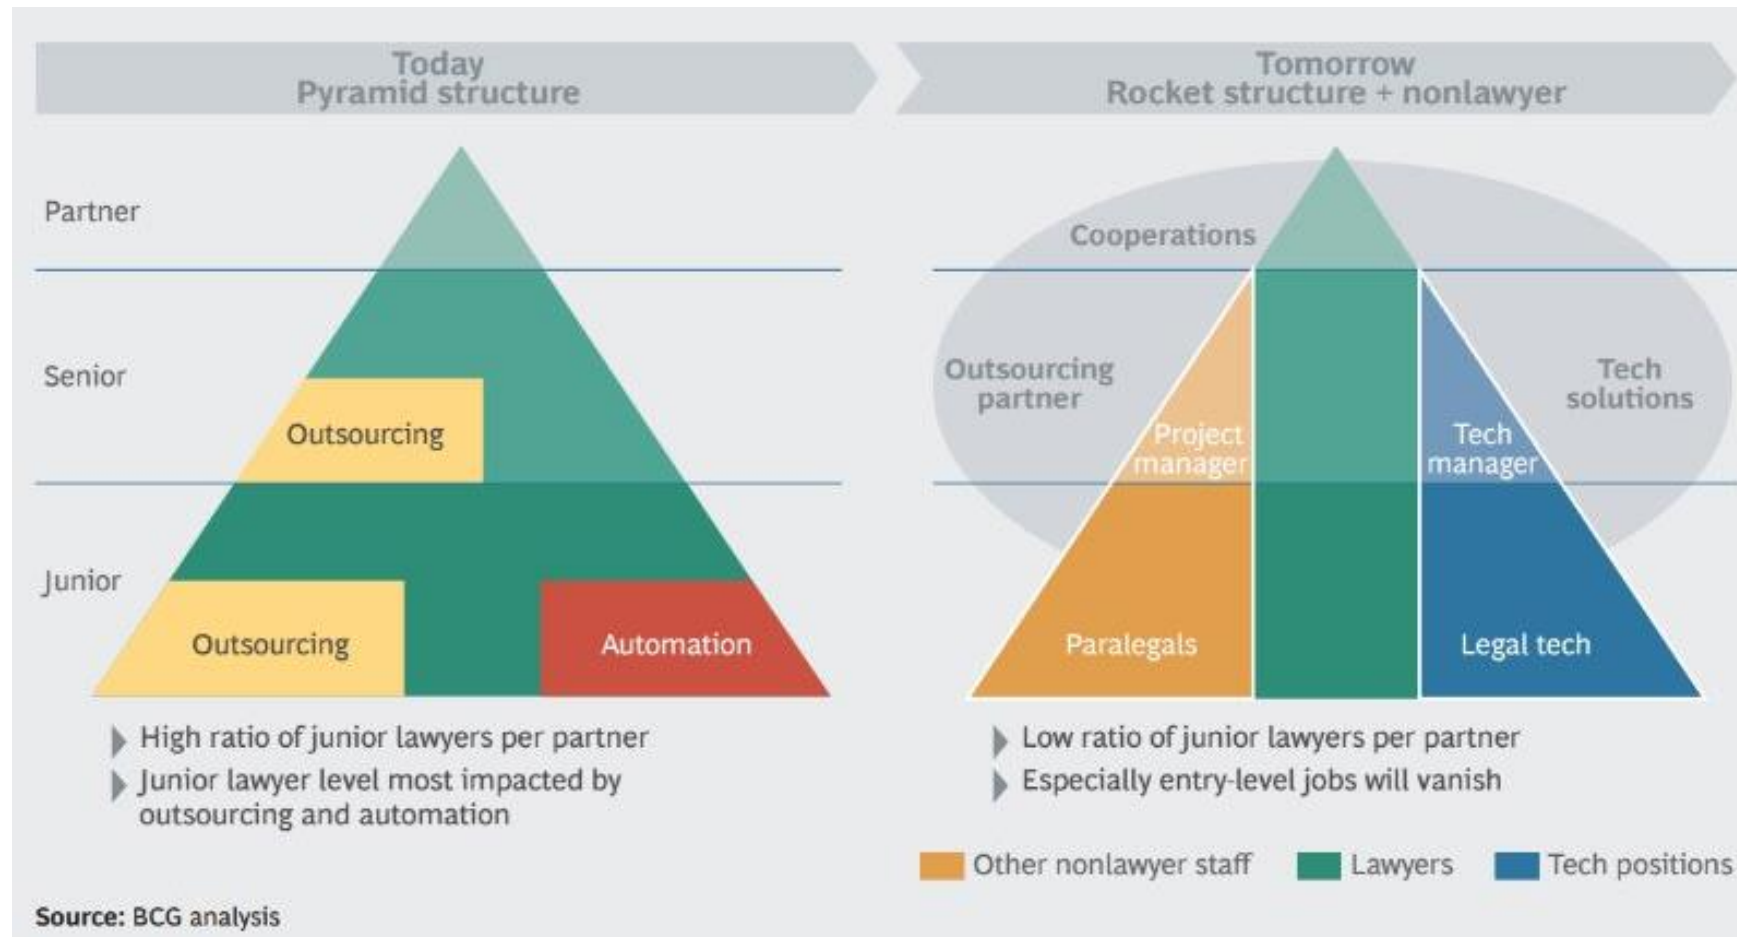 Today
Pyramid structure
Tomorrow
Rocket structure + nonlawyer
Partner
Senior
Junior
Outsourcing
Outsourcing
Automation
High ratio of junior lawyers per partner
Junior lawyer level most impacted by
outsourcing and automation
Cooperations
Outsourcing
partner
Tech
solutions
Project
manager
Tech
manager
Paralegals
Legal tech
Low ratio of junior lawyers per partner
Especially entry-level jobs will vanish
Other nonlawyer staff
Lawyers
Tech positions
Source: BCG analysis